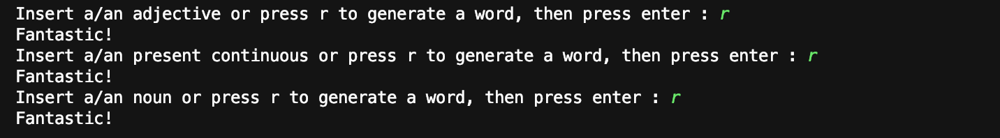 Insert a/an adjective or press r to generate a word, then press enter : r
Fantastic!
Insert a/an present continuous or press r to generate a word, then press enter : r
Fantastic!
Insert a/an noun or press r to generate a word, then press enter : r
Fantastic!